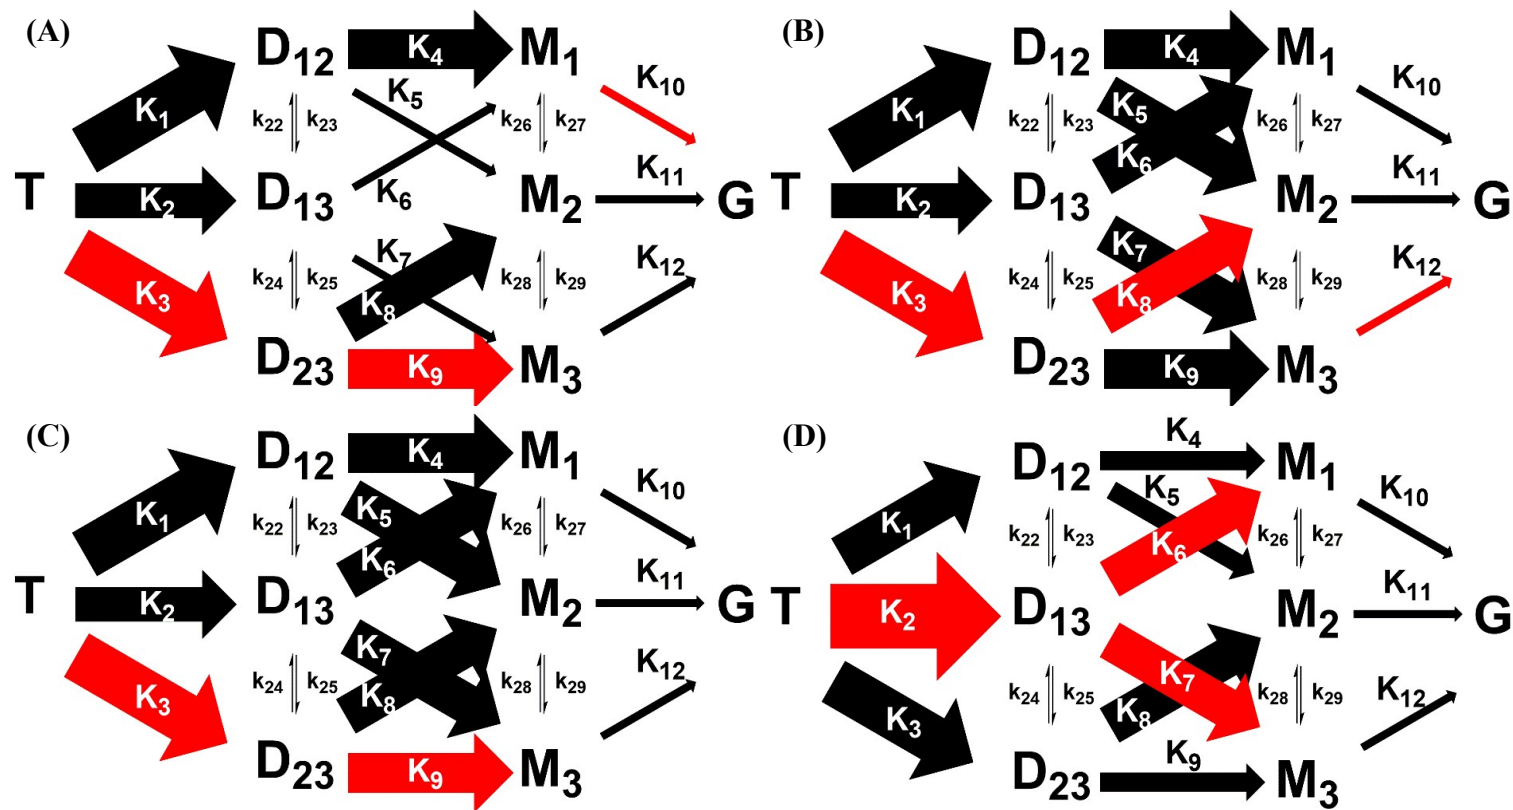 (A)
D12 K4 M1
K1 K5 K10
k22 k23 k26 k27
K11
T K2 D13 K6 M2 G
K7 K12
k24 k25 k28 k29
K3 K8
D23 K9 M3
(B)
D12 K4 M1
K1 K5 K10
k22 k23 k26 k27
K6 K11
T K2 D13 M2 G
K7 K12
k24 k25 k28 k29
K3 K8
D23 K9 M3
(C)
D12 K4 M1
K1 K5 K10
k22 k23 k26 k27
K6 K11
T K2 D13 M2 G
K7 K12
k24 k25 k28 k29
K3 K8
D23 K9 M3
(D)
K4
D12 M1
K5 K10
K1 k22 k23 K6 k26 k27
K11
T K2 D13 M2 G
K7 K12
k24 k25 k28 k29
K3 K8
K9
D23 M3